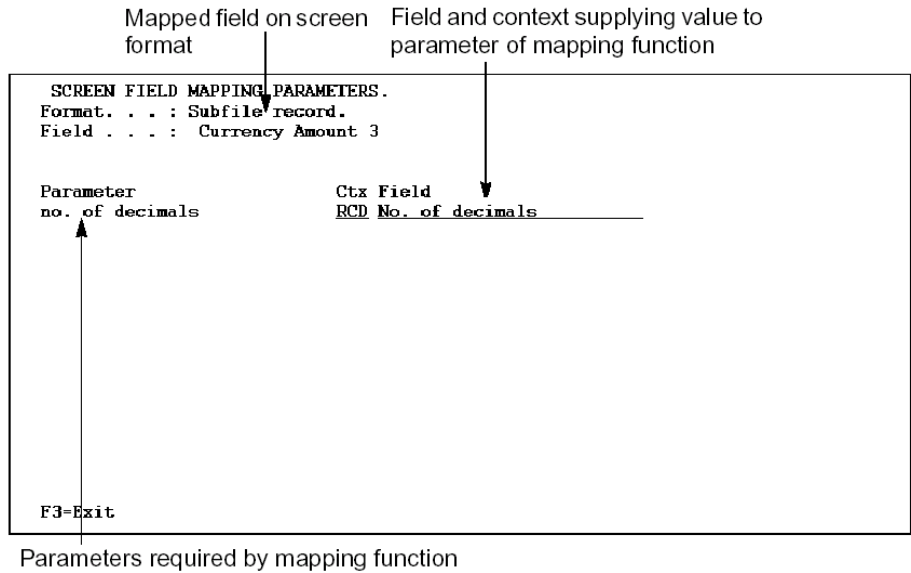 Mapped field on screen
format
Field and context supplying value to
parameter of mapping function
SCREEN FIELD MAPPING PARAMETERS.
Format. . . : Subfile record.
Field . . . : Currency Amount 3
Parameter Ctx Field
no. of decimals RCD No. of decimals
F3=Exit
Parameters required by mapping function